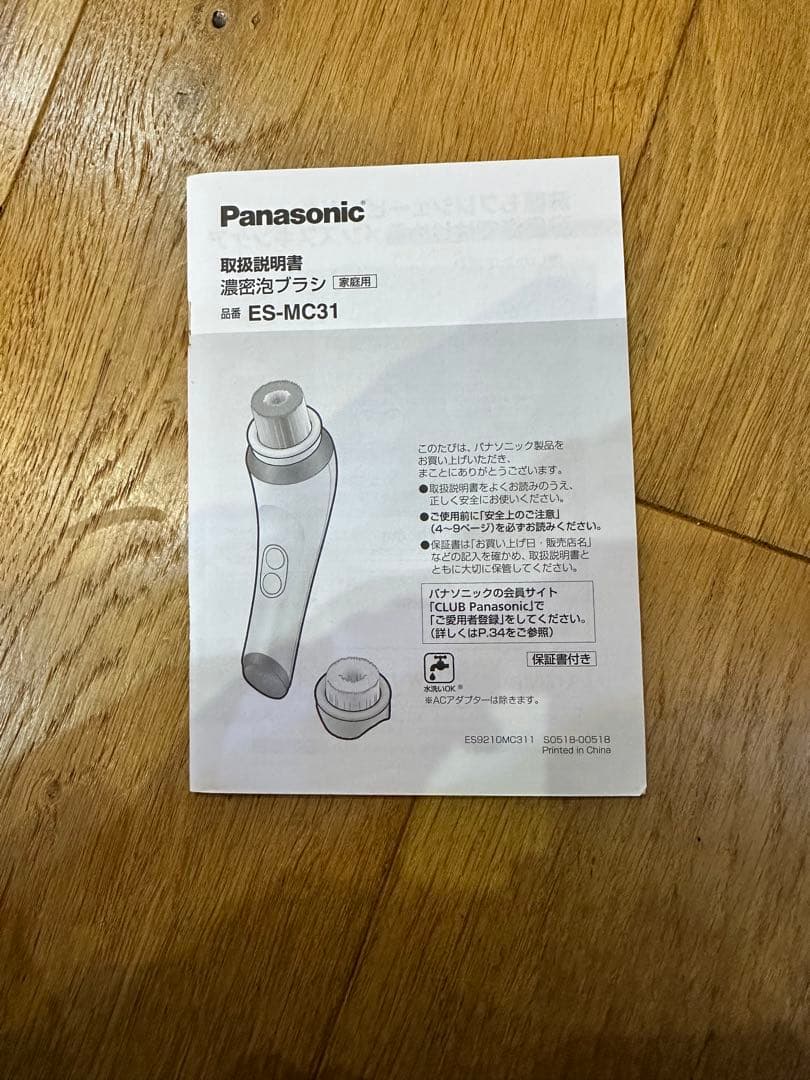 Panasonic®
取扱説明書
濃密泡ブラシ 家庭用
品番 ES-MC31
このたびは、パナソニック製品を
お買い上げいただき、
まことにありがとうございます。
●取扱説明書をよくお読みのうえ、
正しく安全にお使いください。
●ご使用前に「安全上のご注意」
(4～9ページ)を必ずお読みください。
●保証書は「お買い上げ日・販売店名」
などの記入を確かめ、取扱説明書と
ともに大切に保管してください。
パナソニックの会員サイト
「CLUB Panasonic」で
「ご愛用者登録」をしてください。
(詳しくはP.34をご参照)
保証書付き
水洗いOK※
※ACアダプターは除きます。
ES9210MC311 S0518-00518
Printed in China